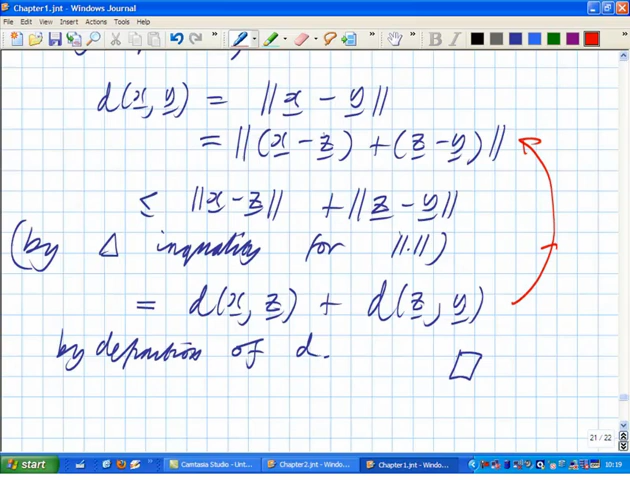 Chapter1.jnt - Windows Journal
File Edit View Insert Actions Tools Help
B I
d(x, y) = ||x - y||
= ||(x - z) + (z - y)||
≤ ||x - z|| + ||z - y||
(by Δ inequality for ||.||)
= d(x, z) + d(z, y)
by definition of d. □
21 / 22
start Camtasia Studio - Unt... Chapter2.jnt - Windo... Chapter1.jnt - Windo... 10:19